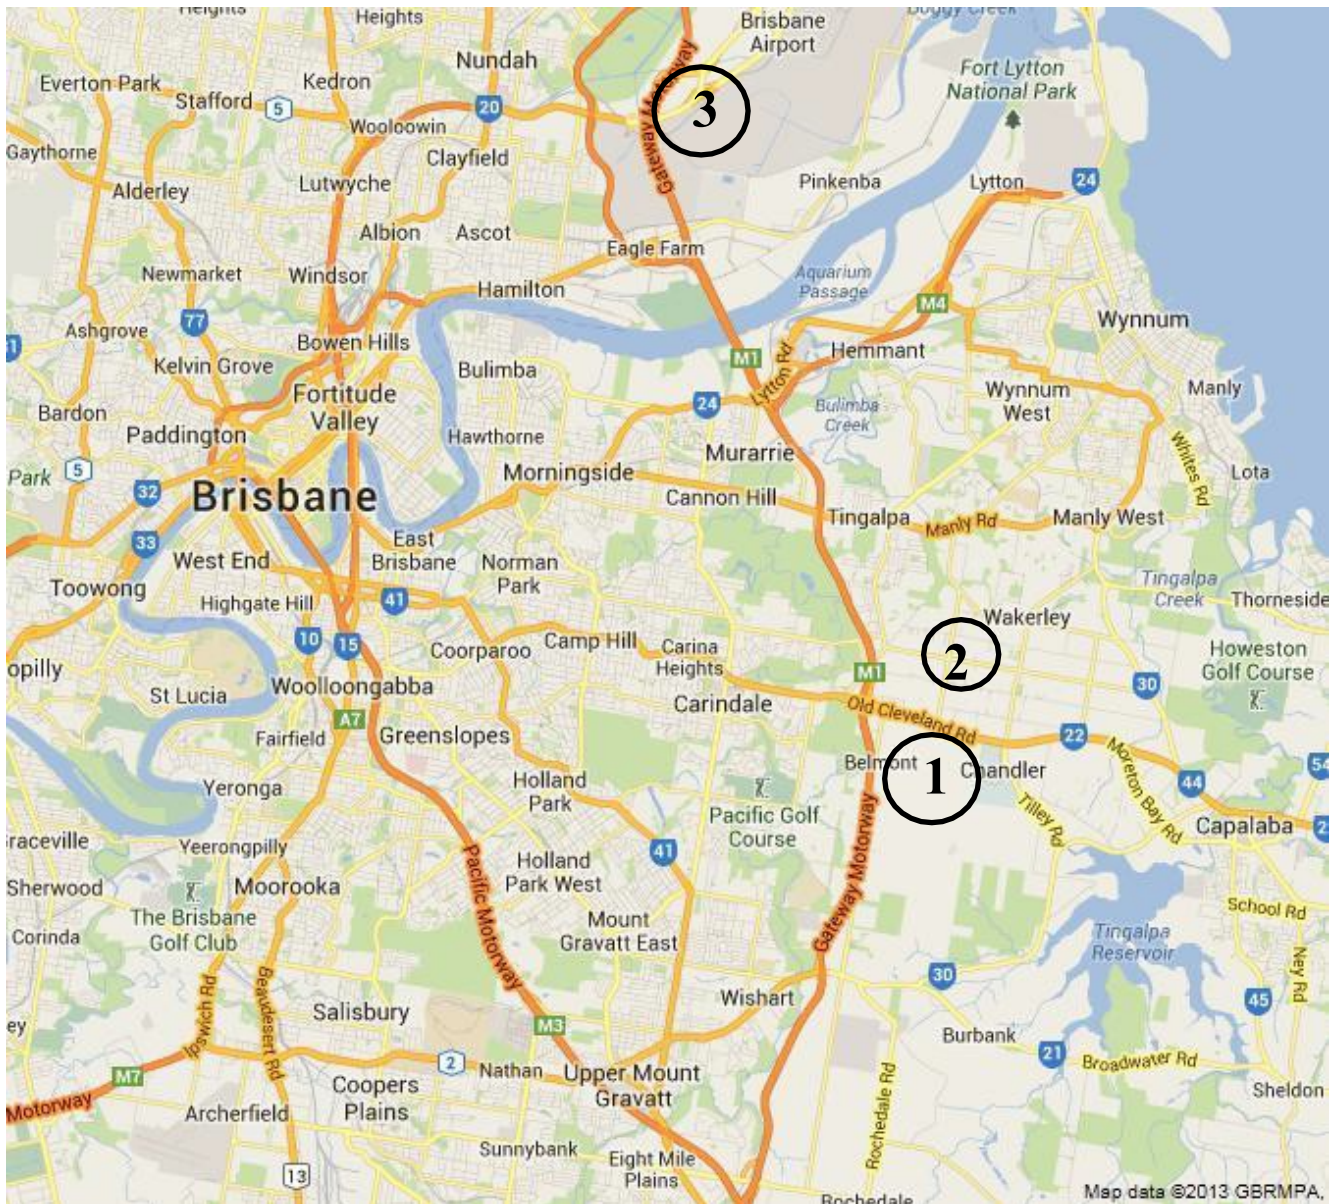 Heights
Heights
Brisbane
Airport
Boggy Creek
Nundah
Everton Park
Kedron
Stafford
5
20
3
Fort Lytton
National Park
Wooloowin
Gateway Motorway
Gaythorne
Clayfield
Alderley
Lutwyche
Pinkenba
Lytton
24
Albion
Ascot
Eagle Farm
Newmarket
Windsor
Hamilton
Aquarium
Passage
M4
77
Ashgrove
Bowen Hills
Wynnum
Kelvin Grove
Bulimba
M1
Lytton Rd
Hemmant
Fortitude
Valley
24
Wynnum
West
Manly
Bardon
Bulimba
Creek
Paddington
Hawthorne
Murarrie
Whites Rd
5
Park
Morningside
Lota
32
Brisbane
Cannon Hill
Tingalpa
Manly Rd
Manly West
33
East
Brisbane
West End
Norman
Park
Toowong
Tingalpa
Creek
Thorneside
Highgate Hill
41
Wakerley
10
15
Coorparoo
Camp Hill
Carina
Heights
2
Howeston
Golf Course
opilly
M1
30
St Lucia
Woolloongabba
Carindale
Old Cleveland Rd
A7
Fairfield
Greenslopes
22
Belmont
1
Chandler
Moreton Bay Rd
54
44
Yeronga
Holland
Park
Pacific Golf
Course
Tilley Rd
Capalaba
raceville
Yeerongpilly
41
Gateway Motorway
Sherwood
Moorooka
Pacific Motorway
Holland
Park West
The Brisbane
Golf Club
Mount
Gravatt East
School Rd
Corinda
Tingalpa
Reservoir
Ney Rd
30
Ipswich Rd
Beaudesert Rd
Wishart
45
Salisbury
ey
M3
Burbank
2
21
Broadwater Rd
M7
Nathan
Upper Mount
Gravatt
Rochedale Rd
Motorway
Coopers
Plains
Sheldon
Archerfield
Sunnybank
Eight Mile
Plains
13
Rochedale
Map data ©2013 GBRMPA,